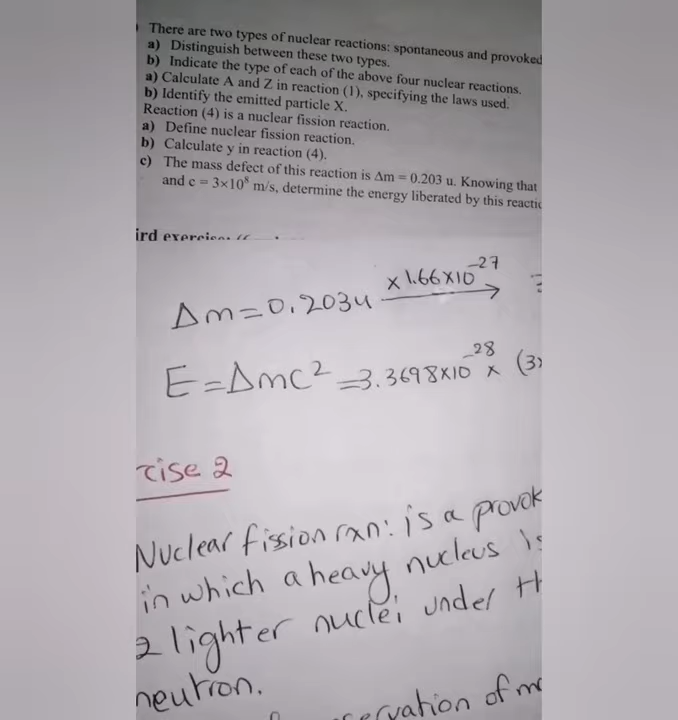 There are two types of nuclear reactions: spontaneous and provoked
a) Distinguish between these two types.
b) Indicate the type of each of the above four nuclear reactions.
a) Calculate A and Z in reaction (1), specifying the laws used.
b) Identify the emitted particle X.
Reaction (4) is a nuclear fission reaction.
a) Define nuclear fission reaction.
b) Calculate y in reaction (4).
c) The mass defect of this reaction is Δm = 0.203 u. Knowing that
and c = 3×10⁸ m/s, determine the energy liberated by this reactio
ird exercise
Δm=0.203u ×1.66×10⁻²⁷ ⟶
E=Δmc²=3.3698×10⁻²⁸ × (3×
cise 2
Nuclear fission rxn: is a provok
in which a heavy nucleus is
2 lighter nuclei under th
neutron.
ervation of m